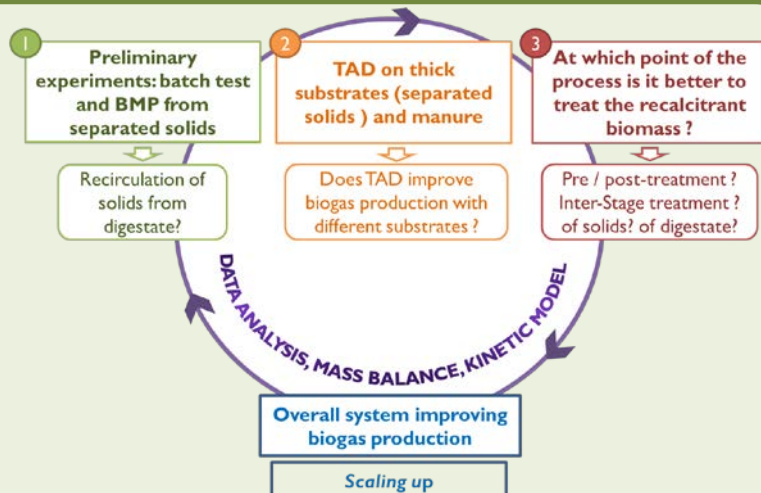 1
Preliminary
experiments: batch test
and BMP from
separated solids
Recirculation of
solids from
digestate?
2
TAD on thick
substrates (separated
solids ) and manure
Does TAD improve
biogas production with
different substrates ?
3
At which point of the
process is it better to
treat the recalcitrant
biomass ?
Pre / post-treatment ?
Inter-Stage treatment ?
of solids? of digestate?
DATA ANALYSIS, MASS BALANCE, KINETIC MODEL
Overall system improving
biogas production
Scaling up